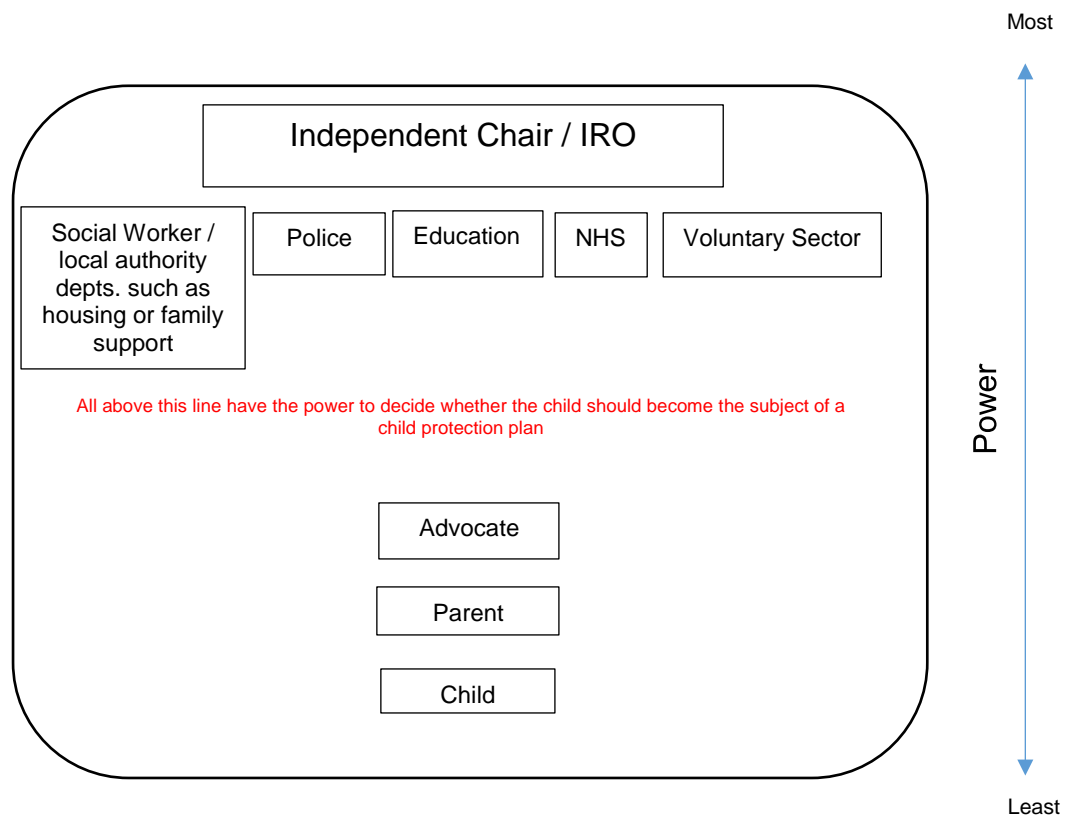 Most
Independent Chair / IRO
Social Worker /
local authority
depts. such as
housing or family
support
Police
Education
NHS
Voluntary Sector
All above this line have the power to decide whether the child should become the subject of a
child protection plan
Power
Advocate
Parent
Child
Least